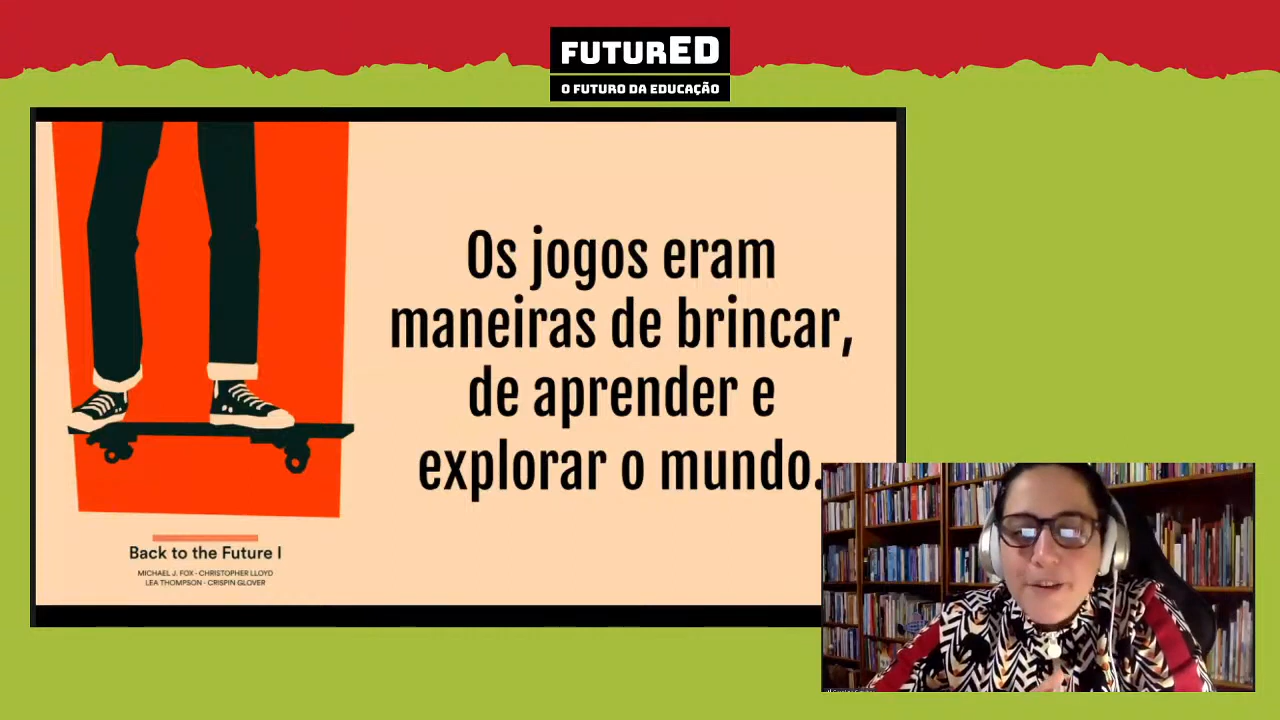 FUTURED
O FUTURO DA EDUCAÇÃO
Os jogos eram
maneiras de brincar,
de aprender e
explorar o mundo.
Back to the Future I
MICHAEL J. FOX · CHRISTOPHER LLOYD
LEA THOMPSON · CRISPIN GLOVER